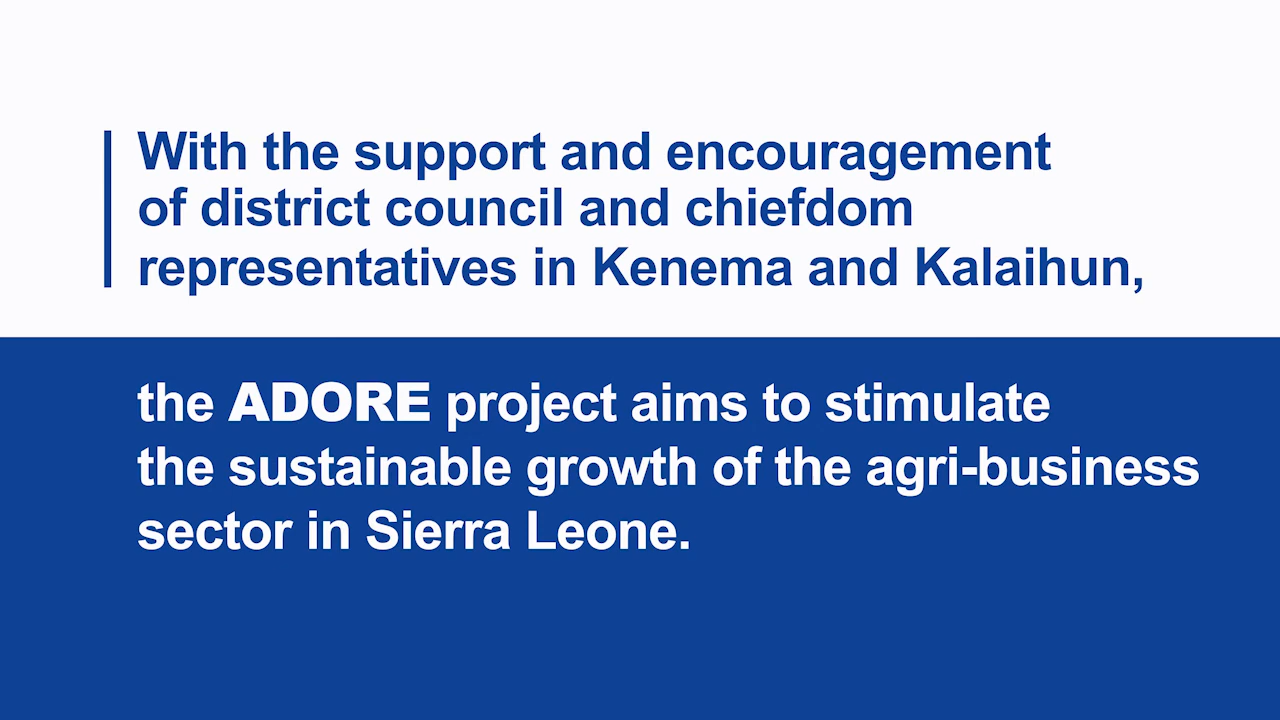 With the support and encouragement
of district council and chiefdom
representatives in Kenema and Kalaihun,
the ADORE project aims to stimulate
the sustainable growth of the agri-business
sector in Sierra Leone.